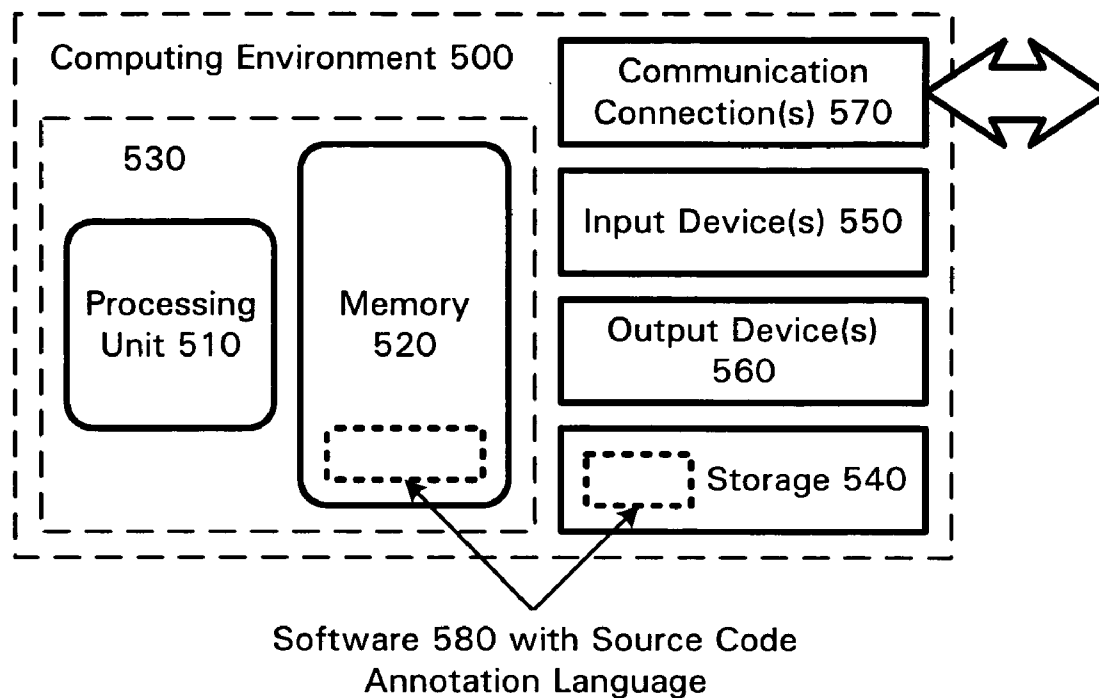 Computing Environment 500
Communication
Connection(s) 570
530
Input Device(s) 550
Processing
Unit 510
Memory
520
Output Device(s)
560
Storage 540
Software 580 with Source Code
Annotation Language